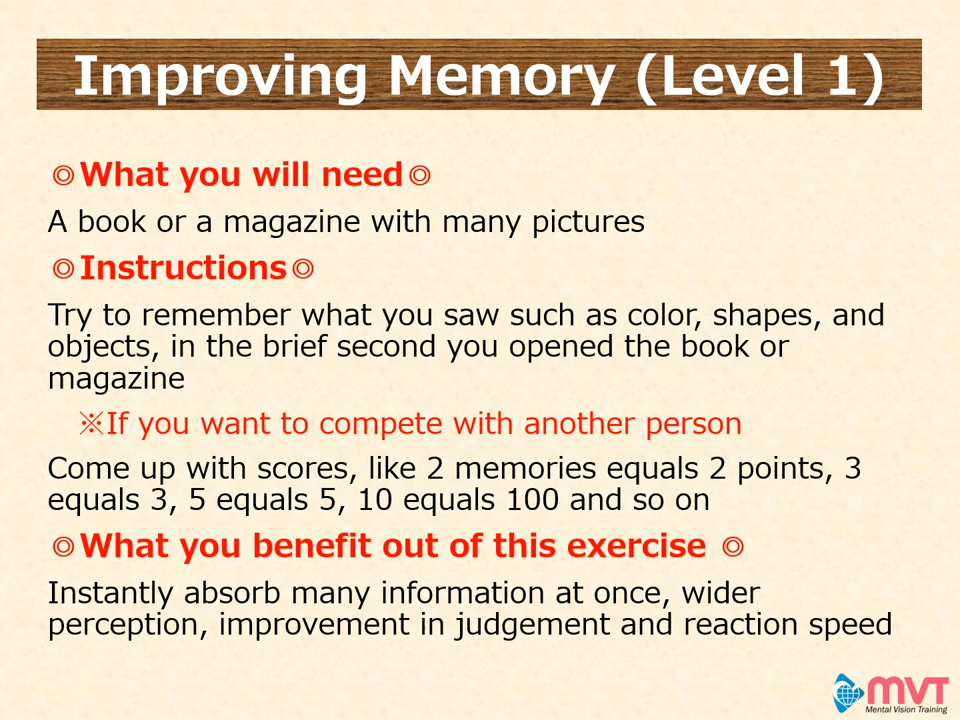 Improving Memory (Level 1)
◎What you will need◎
A book or a magazine with many pictures
◎Instructions◎
Try to remember what you saw such as color, shapes, and
objects, in the brief second you opened the book or
magazine
※If you want to compete with another person
Come up with scores, like 2 memories equals 2 points, 3
equals 3, 5 equals 5, 10 equals 100 and so on
◎What you benefit out of this exercise ◎
Instantly absorb many information at once, wider
perception, improvement in judgement and reaction speed
MVT
Mental Vision Training